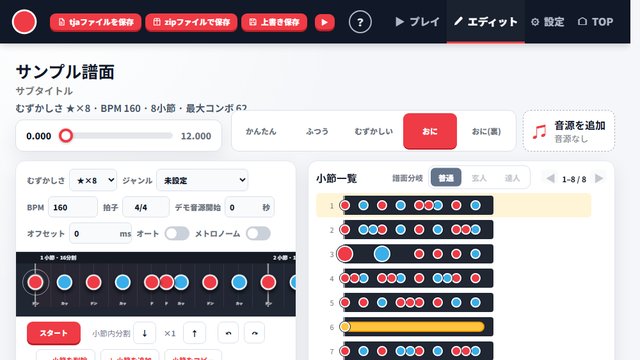 tjaファイルを保存 zipファイルで保存 上書き保存 ? プレイ エディット 設定 TOP
サンプル譜面
サブタイトル
むずかしさ ★×8・BPM 160・8小節・最大コンボ 62
0.000 12.000
かんたん ふつう むずかしい おに おに(裏)
音源を追加
音源なし
むずかしさ ★×8 ジャンル 未設定
BPM 160 拍子 4/4 デモ音源開始 0 秒
オフセット 0 ms オート メトロノーム
1小節・16分割
スタート 小節内分割 ↓ ×1 ↑
小節一覧 譜面分岐 普通 玄人 達人 1–8 / 8
1
2
3
4
5
6
7